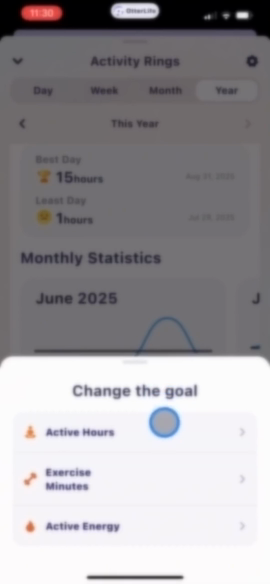 11:30
OtterLife
Activity Rings
Day Week Month Year
This Year
Best Day
15hours
Least Day
1hours
Monthly Statistics
June 2025
J
Change the goal
Active Hours
Exercise
Minutes
Active Energy